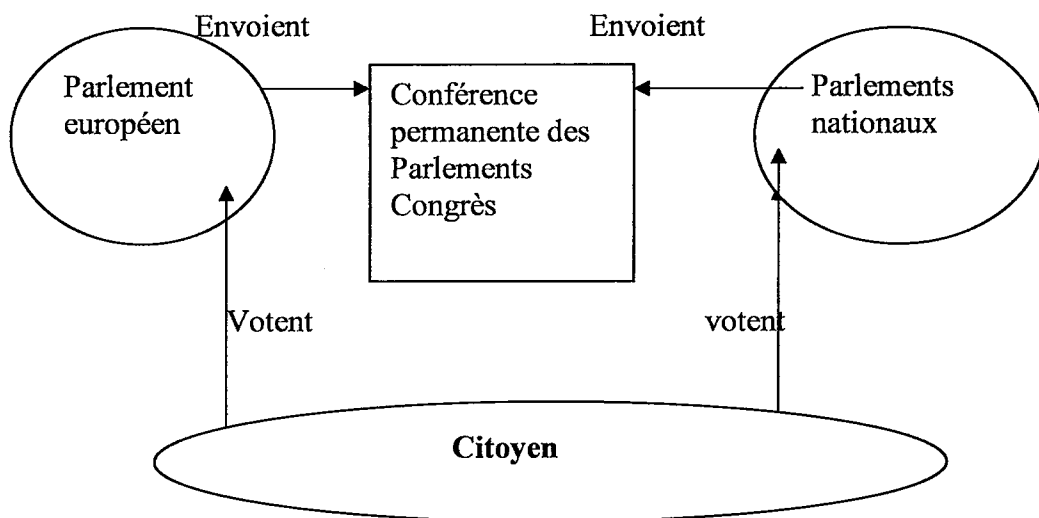 Envoient
Envoient
Parlement
européen
Conférence
permanente des
Parlements
Congrès
Parlements
nationaux
Votent
votent
Citoyen